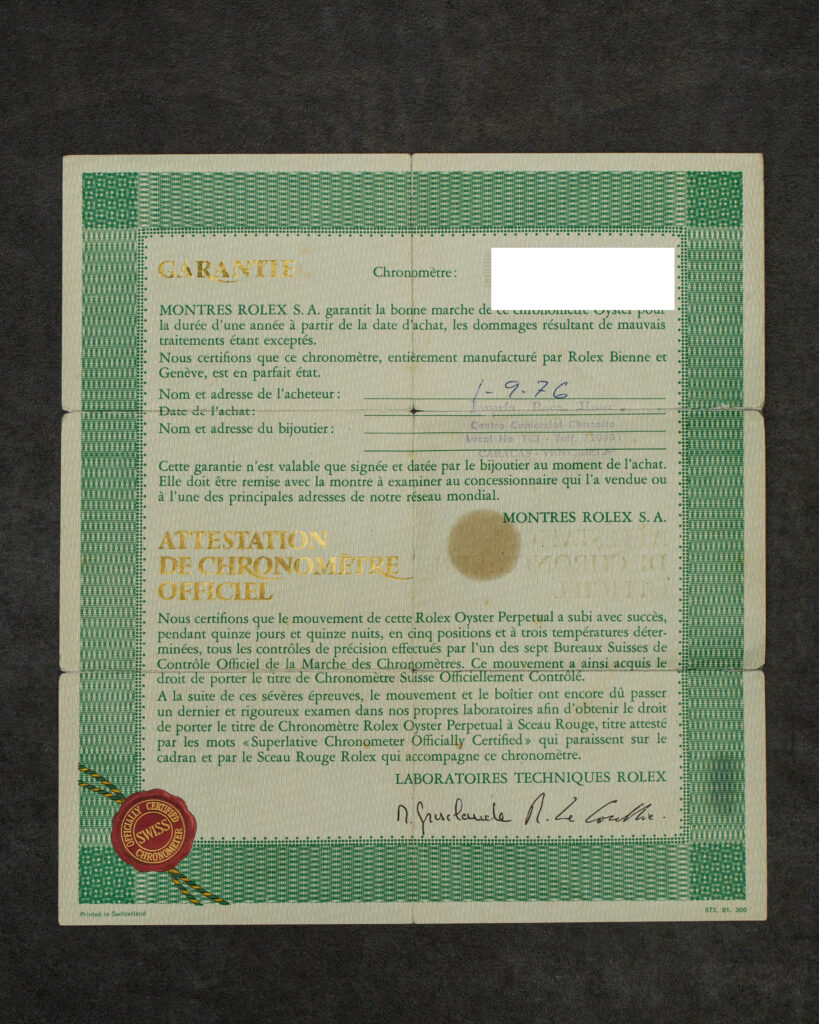 GARANTIE
Chronomètre:
MONTRES ROLEX S.A. garantit la bonne marche de ce chronomètre Oyster pour
la durée d'une année à partir de la date d'achat, les dommages résultant de mauvais
traitements étant exceptés.
Nous certifions que ce chronomètre, entièrement manufacturé par Rolex Bienne et
Genève, est en parfait état.
Nom et adresse de l'acheteur:
1-9-76
Date de l'achat:
Nom et adresse du bijoutier:
Centro Comercial
Local No 103 - Telf.
CARACAS - VENEZUELA
Cette garantie n'est valable que signée et datée par le bijoutier au moment de l'achat.
Elle doit être remise avec la montre à examiner au concessionnaire qui l'a vendue ou
à l'une des principales adresses de notre réseau mondial.
MONTRES ROLEX S.A.
ATTESTATION
DE CHRONOMÈTRE
OFFICIEL
Nous certifions que le mouvement de cette Rolex Oyster Perpetual a subi avec succès,
pendant quinze jours et quinze nuits, en cinq positions et à trois températures déter-
minées, tous les contrôles de précision effectués par l'un des sept Bureaux Suisses de
Contrôle Officiel de la Marche des Chronomètres. Ce mouvement a ainsi acquis le
droit de porter le titre de Chronomètre Suisse Officiellement Contrôlé.
A la suite de ces sévères épreuves, le mouvement et le boîtier ont encore dû passer
un dernier et rigoureux examen dans nos propres laboratoires afin d'obtenir le droit
de porter le titre de Chronomètre Rolex Oyster Perpetual à Sceau Rouge, titre attesté
par les mots «Superlative Chronometer Officially Certified» qui paraissent sur le
cadran et par le Sceau Rouge Rolex qui accompagne ce chronomètre.
LABORATOIRES TECHNIQUES ROLEX
OFFICIALLY CERTIFIED
SWISS
CHRONOMETER
Printed in Switzerland
572. 01. 300